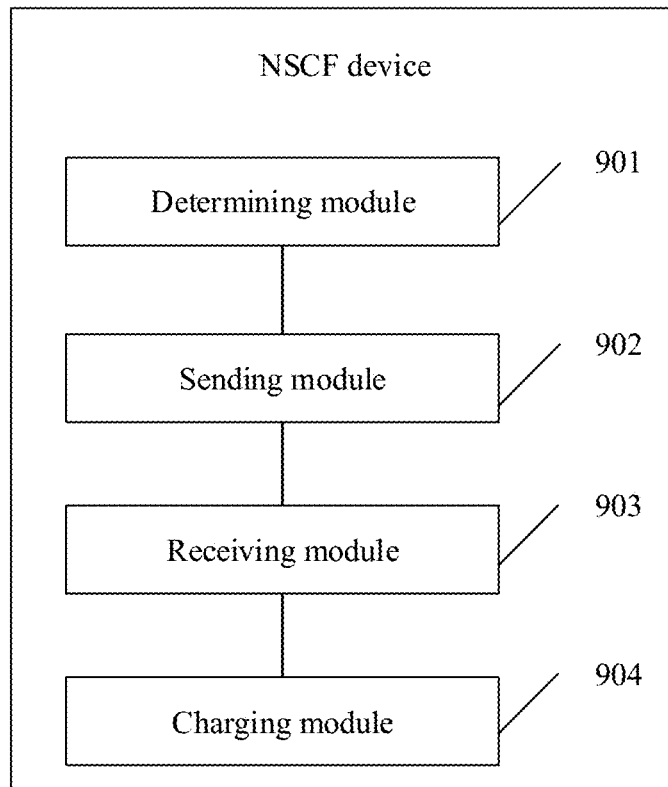 NSCF device
901
Determining module
902
Sending module
903
Receiving module
904
Charging module